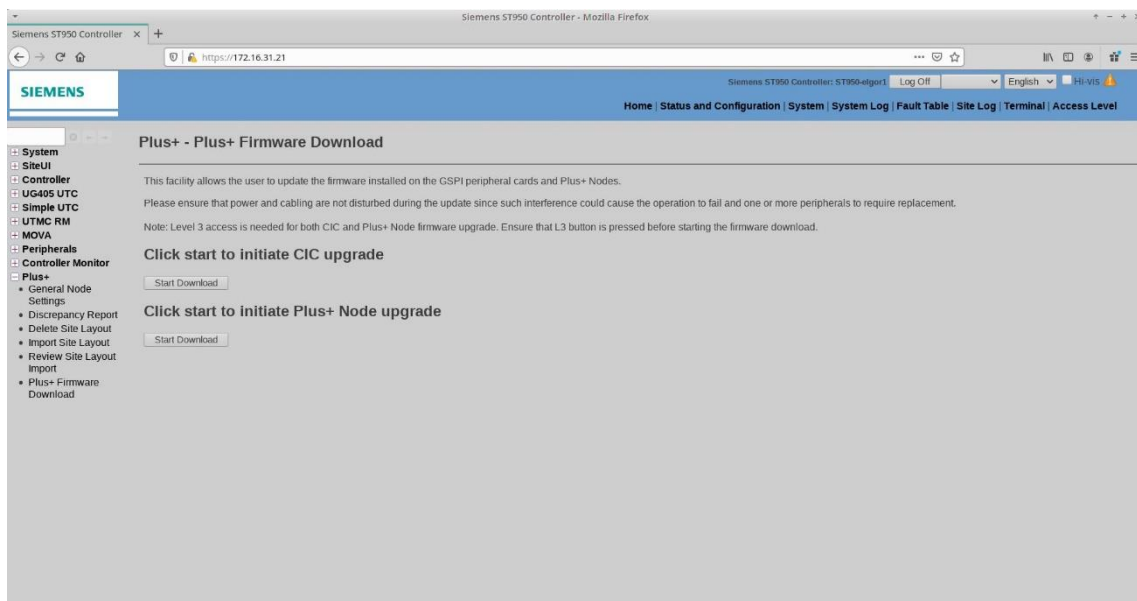 Siemens ST950 Controller - Mozilla Firefox
Siemens ST950 Controller × +
https://172.16.31.21
SIEMENS
Siemens ST950 Controller: ST950-elgor1 Log Off English Hi-vis
Home | Status and Configuration | System | System Log | Fault Table | Site Log | Terminal | Access Level
System
SiteUI
Controller
UG405 UTC
Simple UTC
UTMC RM
MOVA
Peripherals
Controller Monitor
Plus+
General Node
Settings
Discrepancy Report
Delete Site Layout
Import Site Layout
Review Site Layout
Import
Plus+ Firmware
Download
Plus+ - Plus+ Firmware Download
This facility allows the user to update the firmware installed on the GSPI peripheral cards and Plus+ Nodes.
Please ensure that power and cabling are not disturbed during the update since such interference could cause the operation to fail and one or more peripherals to require replacement.
Note: Level 3 access is needed for both CIC and Plus+ Node firmware upgrade. Ensure that L3 button is pressed before starting the firmware download.
Click start to initiate CIC upgrade
Start Download
Click start to initiate Plus+ Node upgrade
Start Download